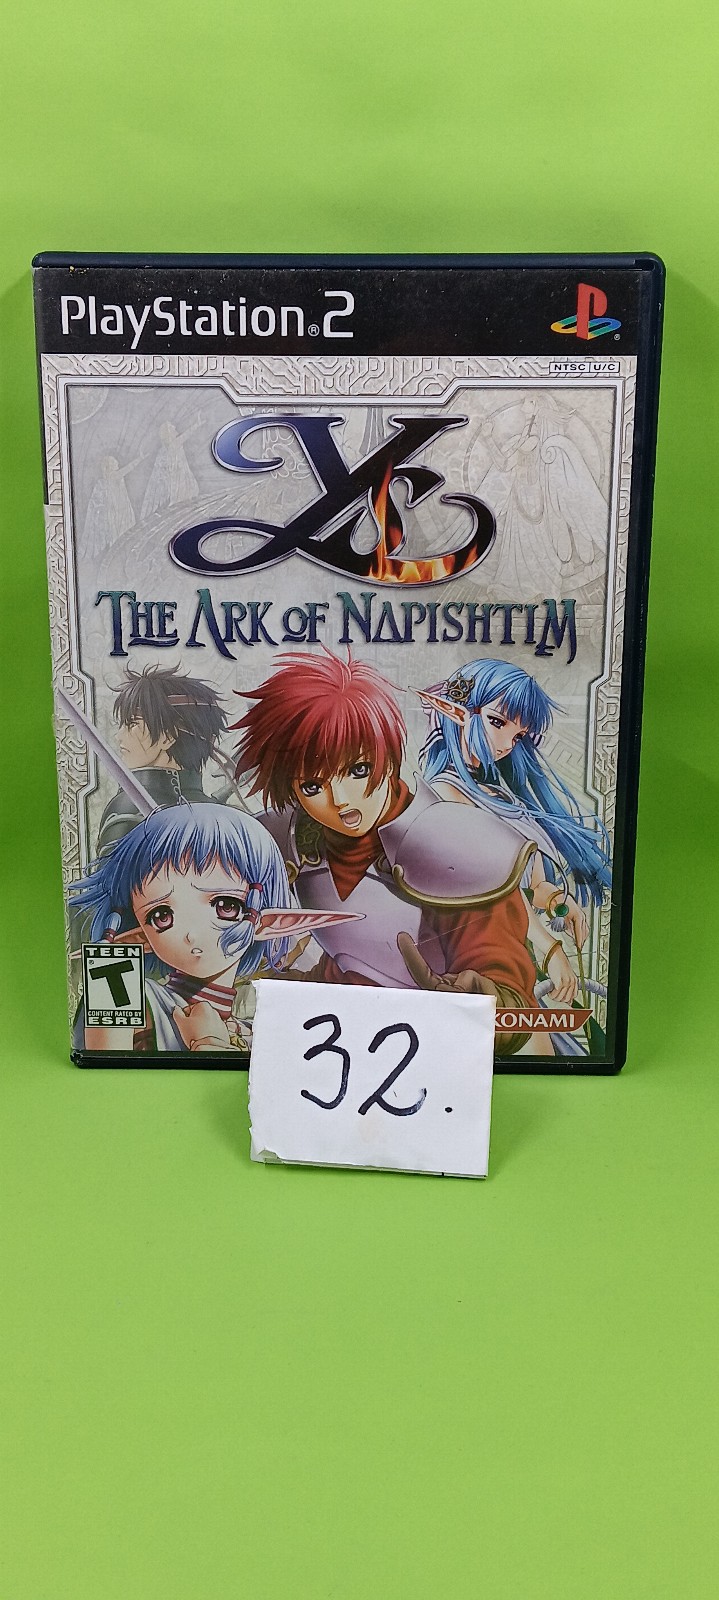 PlayStation®2
NTSC U/C
Ys
THE ARK OF NAPISHTIM
TEEN
T
CONTENT RATED BY
ESRB
KONAMI
32.